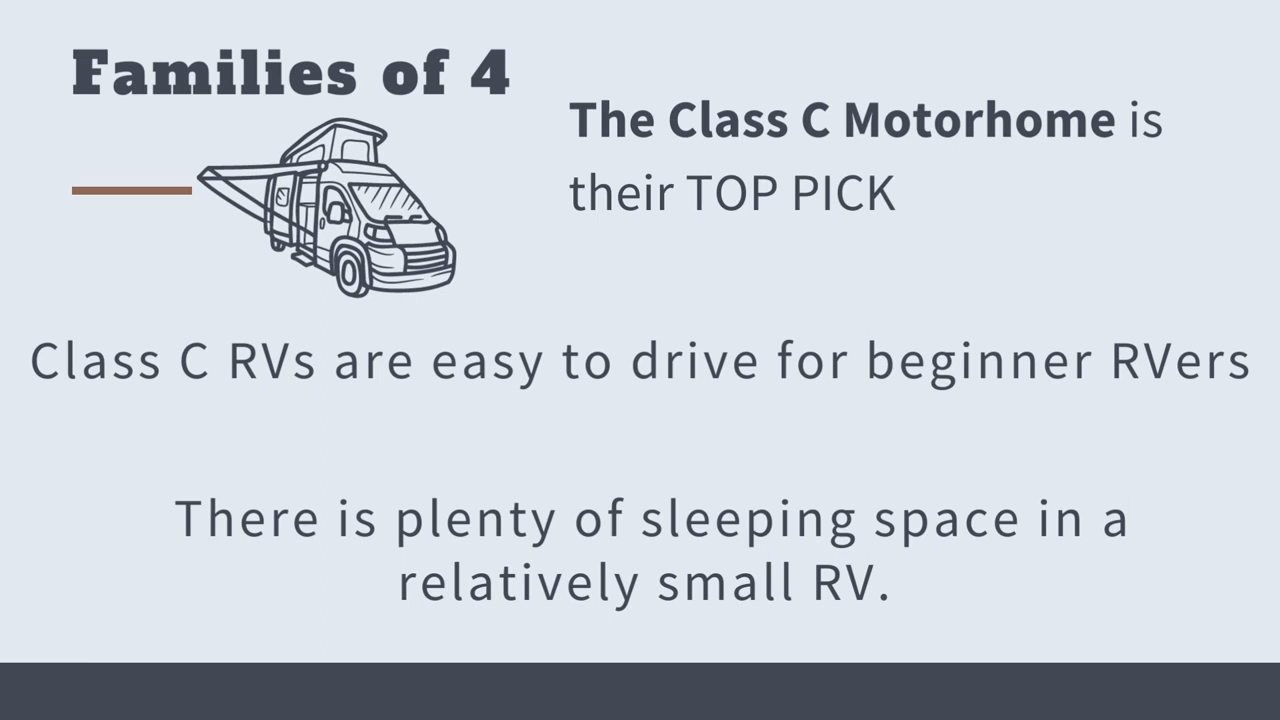 Families of 4
The Class C Motorhome is
their TOP PICK
Class C RVs are easy to drive for beginner RVers
There is plenty of sleeping space in a
relatively small RV.